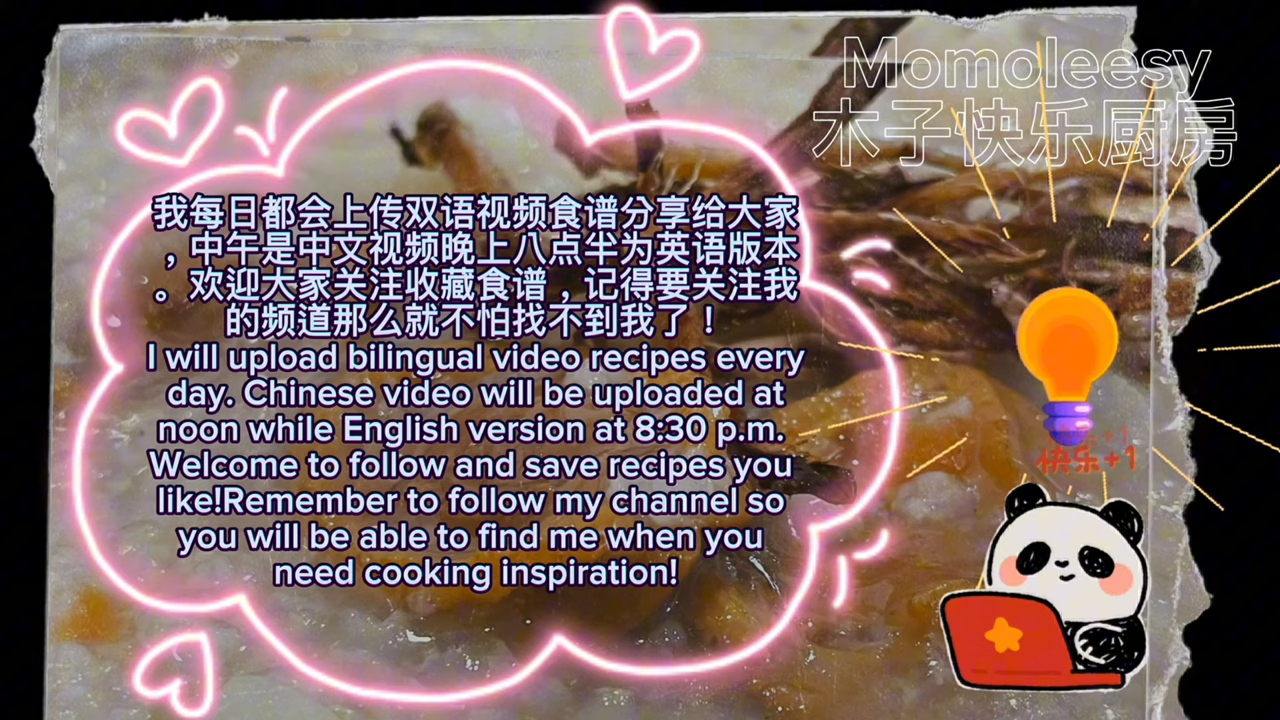 Momoleesy
木子快乐厨房
我每日都会上传双语视频食谱分享给大家
，中午是中文视频晚上八点半为英语版本
。欢迎大家关注收藏食谱，记得要关注我
的频道那么就不怕找不到我了！
I will upload bilingual video recipes every
day. Chinese video will be uploaded at
noon while English version at 8:30 p.m.
Welcome to follow and save recipes you
like!Remember to follow my channel so
you will be able to find me when you
need cooking inspiration!
快乐+1